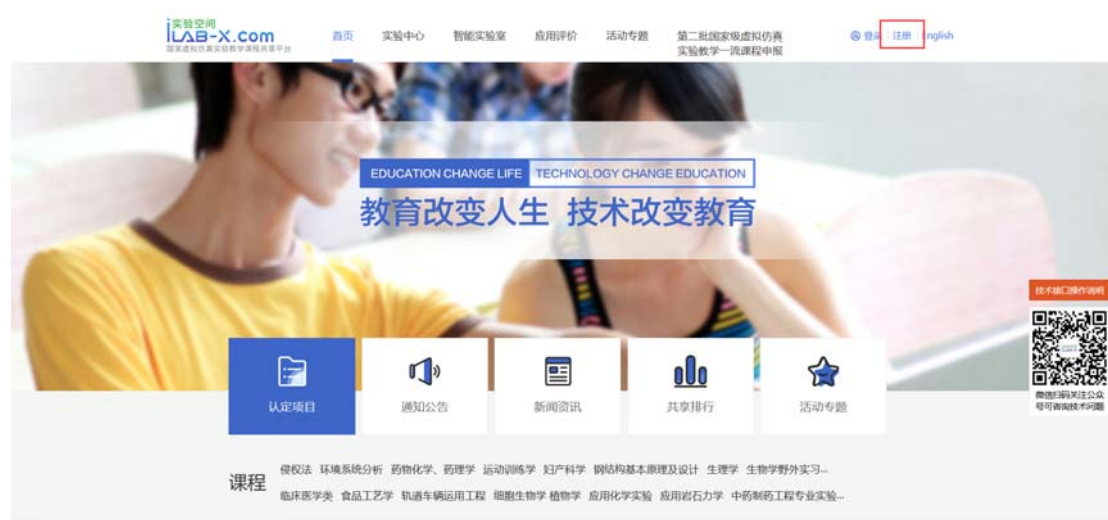 实验空间
iLAB-X.com
国家虚拟仿真实验教学课程共享平台
首页 实验中心 智能实验室 应用评价 活动专题 第二批国家级虚拟仿真
实验教学一流课程申报
登录 注册 English
EDUCATION CHANGE LIFE TECHNOLOGY CHANGE EDUCATION
教育改变人生 技术改变教育
技术接口操作说明
微信扫码关注公众
号可咨询技术问题
认定项目 通知公告 新闻资讯 共享排行 活动专题
课程
侵权法 环境系统分析 药物化学、药理学 运动训练学 妇产科学 钢结构基本原理及设计 生理学 生物学野外实习...
临床医学类 食品工艺学 轨道车辆运用工程 细胞生物学 植物学 应用化学实验 应用岩石力学 中药制药工程专业实验...